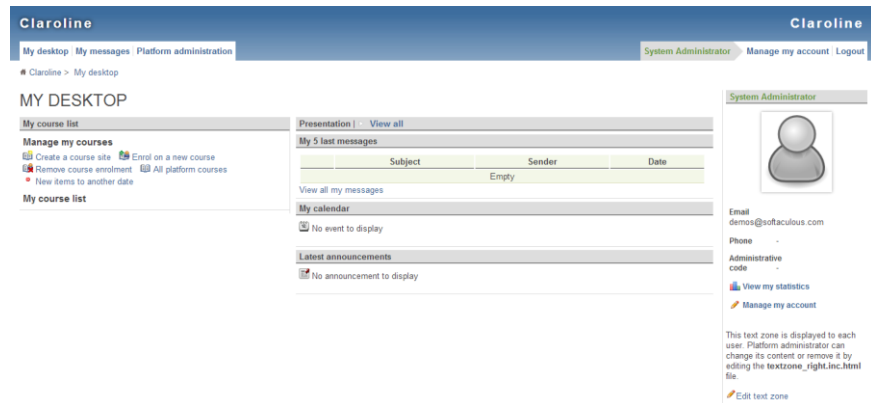 Claroline
Claroline
My desktop My messages Platform administration
System Administrator Manage my account Logout
Claroline > My desktop
MY DESKTOP
My course list
Manage my courses
Create a course site Enrol on a new course
Remove course enrolment All platform courses
New items to another date
My course list
Presentation | View all
My 5 last messages
Subject Sender Date
Empty
View all my messages
My calendar
No event to display
Latest announcements
No announcement to display
System Administrator
Email
demos@softaculous.com
Phone -
Administrative
code -
View my statistics
Manage my account
This text zone is displayed to each
user. Platform administrator can
change its content or remove it by
editing the textzone_right.inc.html
file.
Edit text zone